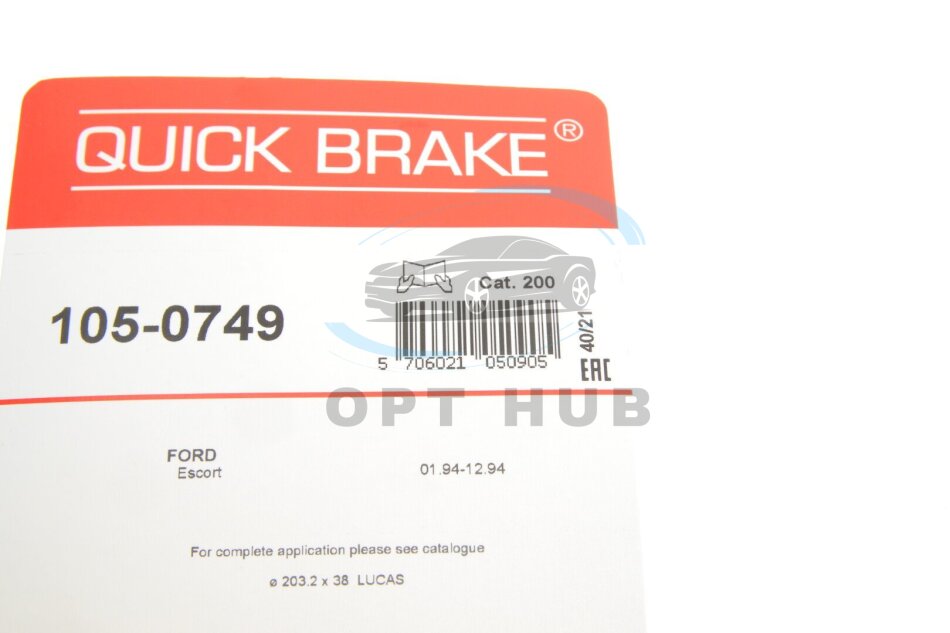 QUICK BRAKE®
Cat. 200
105-0749
40/21
5 706021 050905
EAC
OPT HUB
FORD
Escort 01.94-12.94
For complete application please see catalogue
ø 203.2 x 38 LUCAS